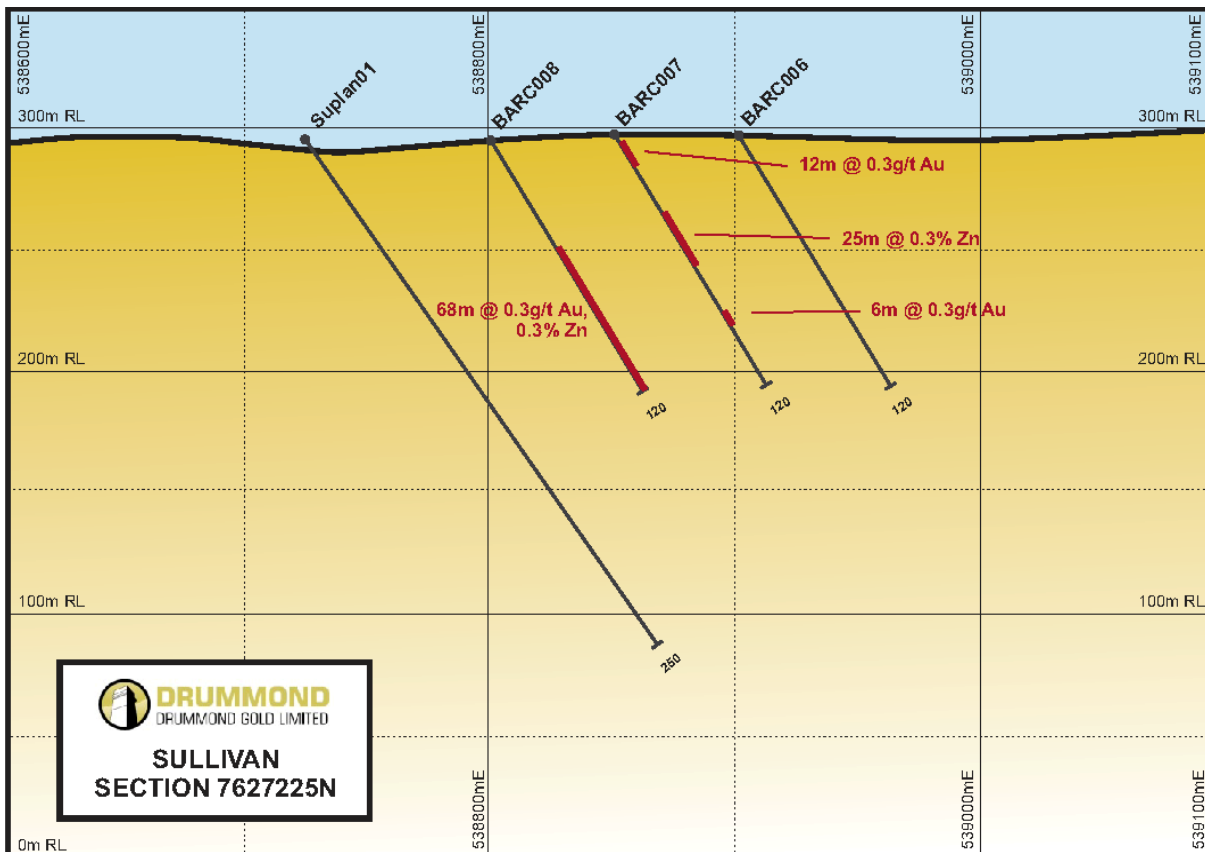 538600mE
538800mE
539000mE
539100mE
Suplan01
BARC008
BARC007
BARC006
300m RL
300m RL
12m @ 0.3g/t Au
25m @ 0.3% Zn
68m @ 0.3g/t Au,
0.3% Zn
6m @ 0.3g/t Au
200m RL
200m RL
120
120
120
100m RL
100m RL
250
DRUMMOND
DRUMMOND GOLD LIMITED
SULLIVAN
SECTION 7627225N
538800mE
539000mE
539100mE
0m RL